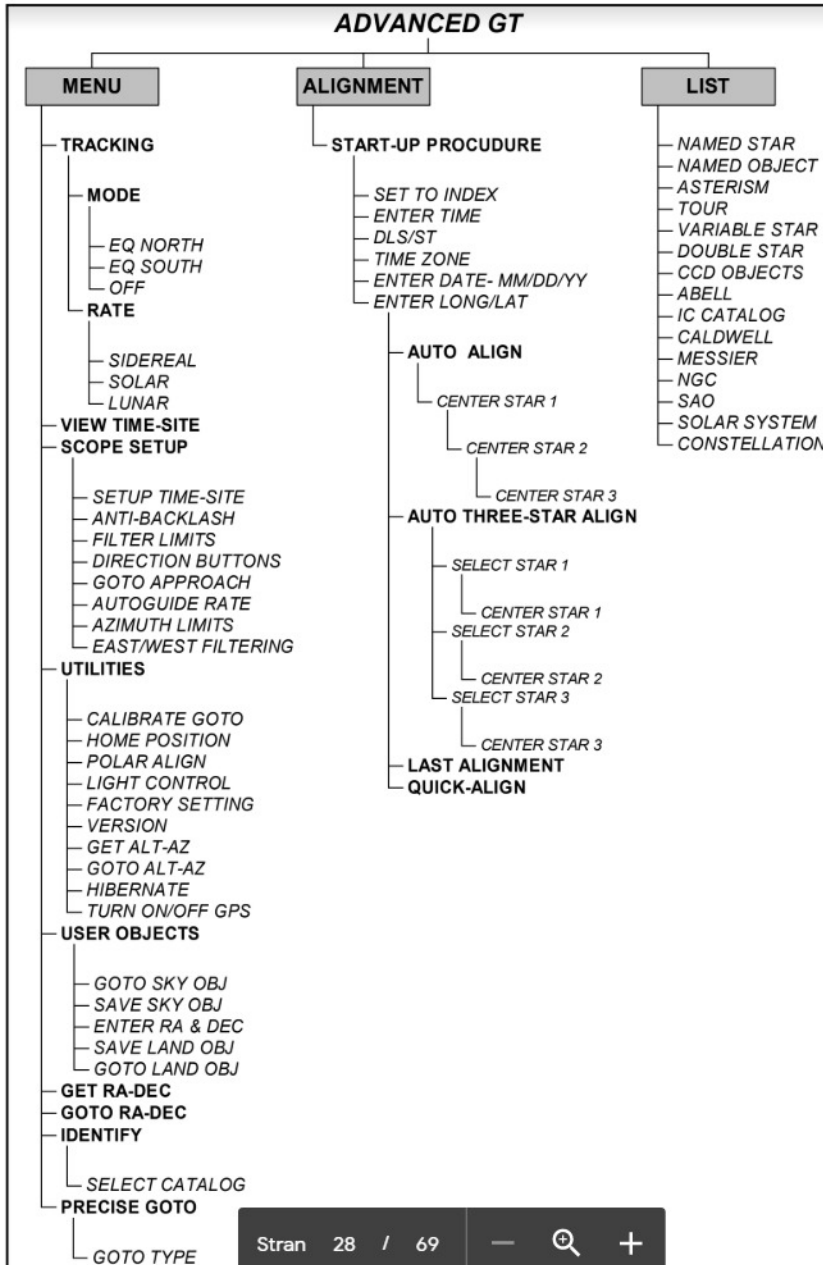 ADVANCED GT
MENU
TRACKING
MODE
EQ NORTH
EQ SOUTH
OFF
RATE
SIDEREAL
SOLAR
LUNAR
VIEW TIME-SITE
SCOPE SETUP
SETUP TIME-SITE
ANTI-BACKLASH
FILTER LIMITS
DIRECTION BUTTONS
GOTO APPROACH
AUTOGUIDE RATE
AZIMUTH LIMITS
EAST/WEST FILTERING
UTILITIES
CALIBRATE GOTO
HOME POSITION
POLAR ALIGN
LIGHT CONTROL
FACTORY SETTING
VERSION
GET ALT-AZ
GOTO ALT-AZ
HIBERNATE
TURN ON/OFF GPS
USER OBJECTS
GOTO SKY OBJ
SAVE SKY OBJ
ENTER RA & DEC
SAVE LAND OBJ
GOTO LAND OBJ
GET RA-DEC
GOTO RA-DEC
IDENTIFY
SELECT CATALOG
PRECISE GOTO
GOTO TYPE
ALIGNMENT
START-UP PROCUDURE
SET TO INDEX
ENTER TIME
DLS/ST
TIME ZONE
ENTER DATE- MM/DD/YY
ENTER LONG/LAT
AUTO ALIGN
CENTER STAR 1
CENTER STAR 2
CENTER STAR 3
AUTO THREE-STAR ALIGN
SELECT STAR 1
CENTER STAR 1
SELECT STAR 2
CENTER STAR 2
SELECT STAR 3
CENTER STAR 3
LAST ALIGNMENT
QUICK-ALIGN
LIST
NAMED STAR
NAMED OBJECT
ASTERISM
TOUR
VARIABLE STAR
DOUBLE STAR
CCD OBJECTS
ABELL
IC CATALOG
CALDWELL
MESSIER
NGC
SAO
SOLAR SYSTEM
CONSTELLATION
Stran 28 / 69